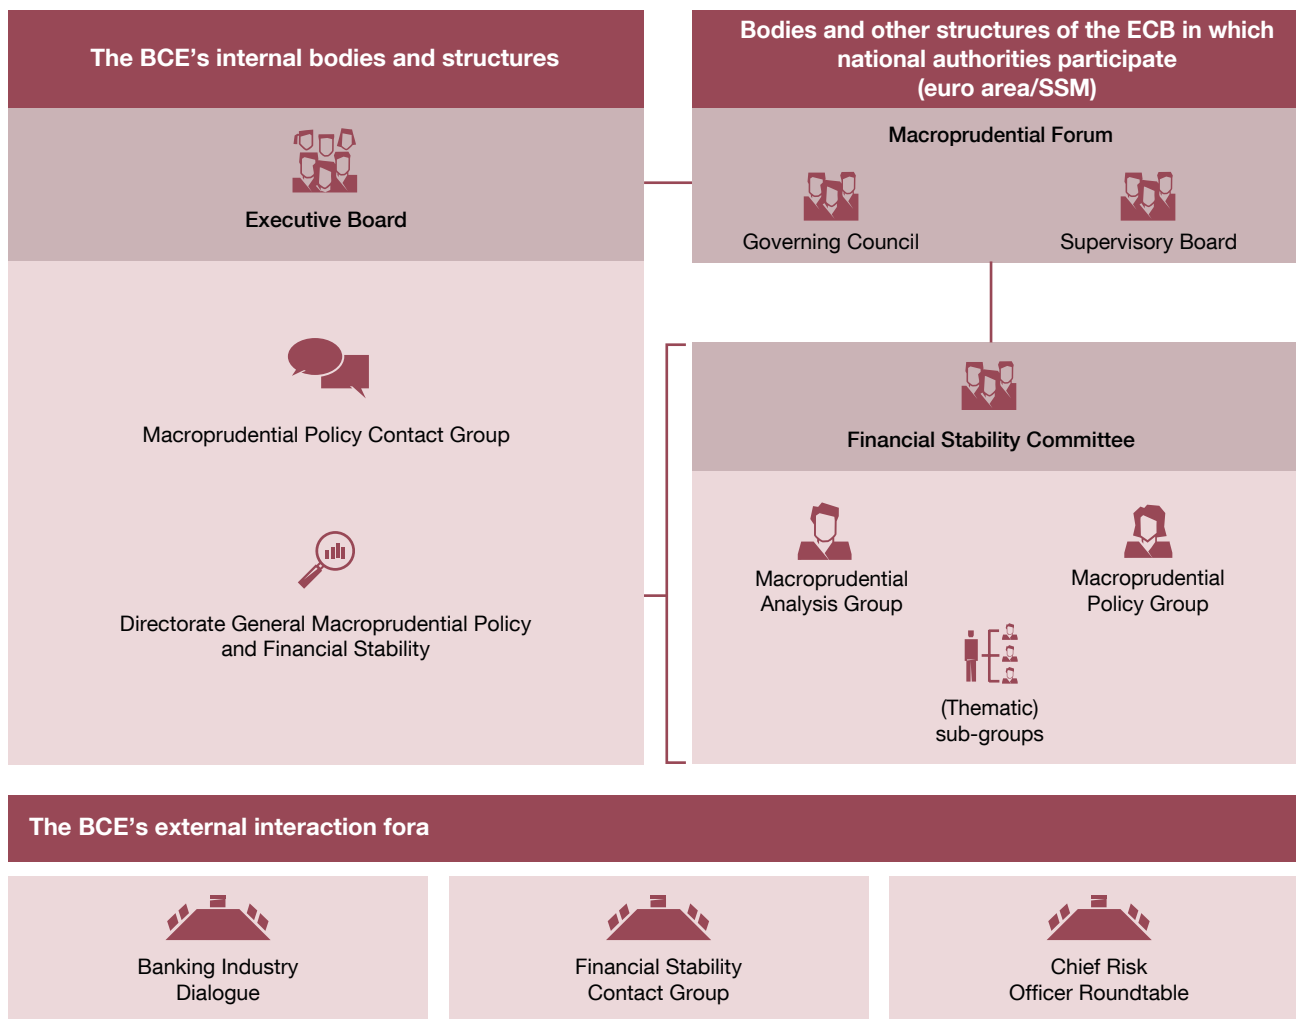 The BCE's internal bodies and structures
Executive Board
Macroprudential Policy Contact Group
Directorate General Macroprudential Policy
and Financial Stability
Bodies and other structures of the ECB in which
national authorities participate
(euro area/SSM)
Macroprudential Forum
Governing Council
Supervisory Board
Financial Stability Committee
Macroprudential
Analysis Group
Macroprudential
Policy Group
(Thematic)
sub-groups
The BCE's external interaction fora
Banking Industry
Dialogue
Financial Stability
Contact Group
Chief Risk
Officer Roundtable